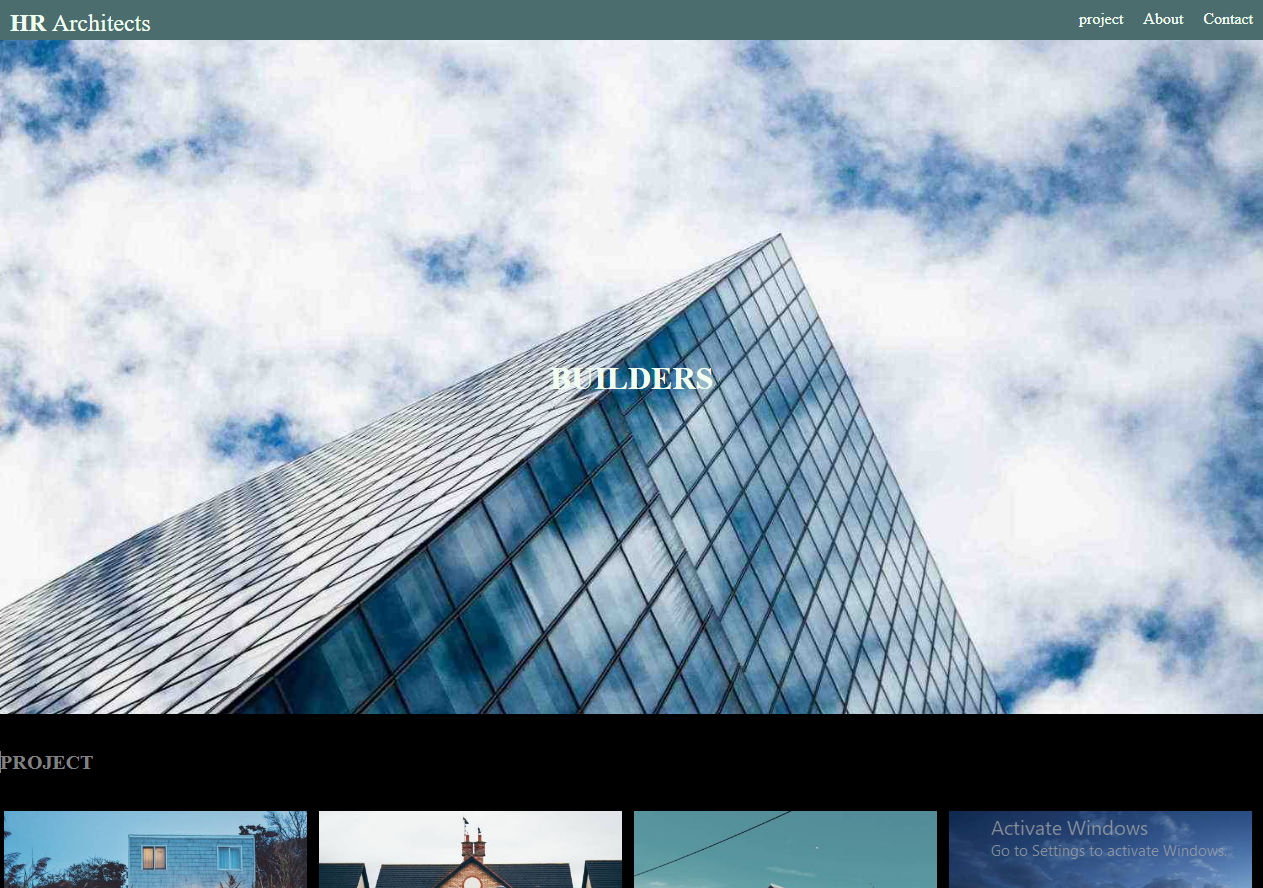 HR Architects
project About Contact
BUILDERS
PROJECT
Activate Windows
Go to Settings to activate Windows.